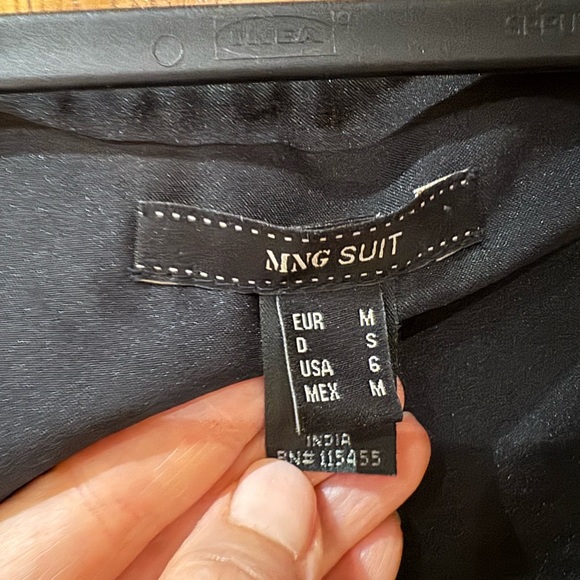 IKEA
MNG SUIT
EUR M
D S
USA 6
MEX M
INDIA
RN# 115455